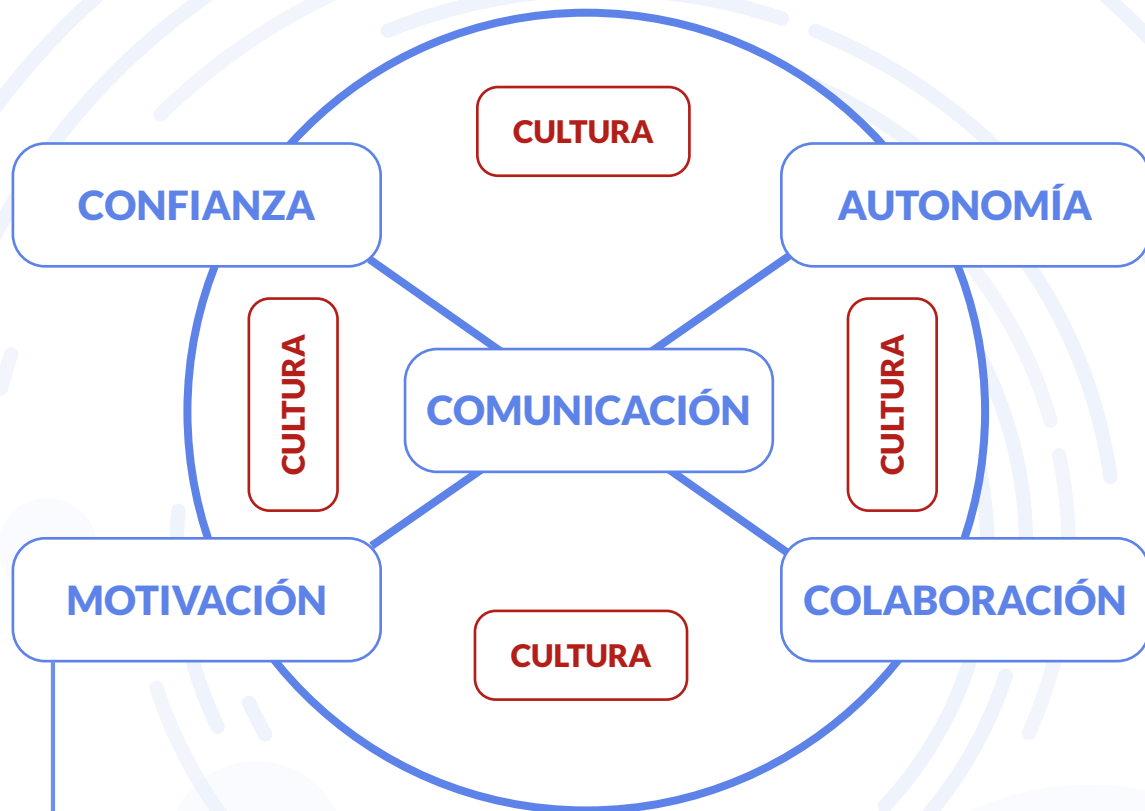 CULTURA
CONFIANZA
AUTONOMÍA
CULTURA
COMUNICACIÓN
CULTURA
MOTIVACIÓN
COLABORACIÓN
CULTURA